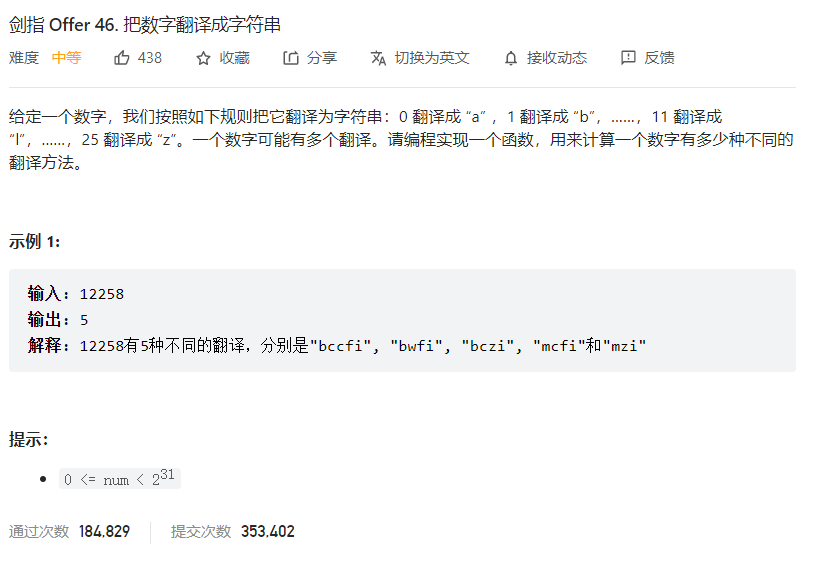 剑指 Offer 46. 把数字翻译成字符串
难度 中等 438 收藏 分享 切换为英文 接收动态 反馈
给定一个数字，我们按照如下规则把它翻译为字符串：0 翻译成 “a” ，1 翻译成 “b”，……，11 翻译成
“l”，……，25 翻译成 “z”。一个数字可能有多个翻译。请编程实现一个函数，用来计算一个数字有多少种不同的
翻译方法。
示例 1:
输入: 12258
输出: 5
解释: 12258有5种不同的翻译，分别是"bccfi", "bwfi", "bczi", "mcfi"和"mzi"
提示：
• 0 <= num < 2³¹
通过次数 184,829 提交次数 353,402